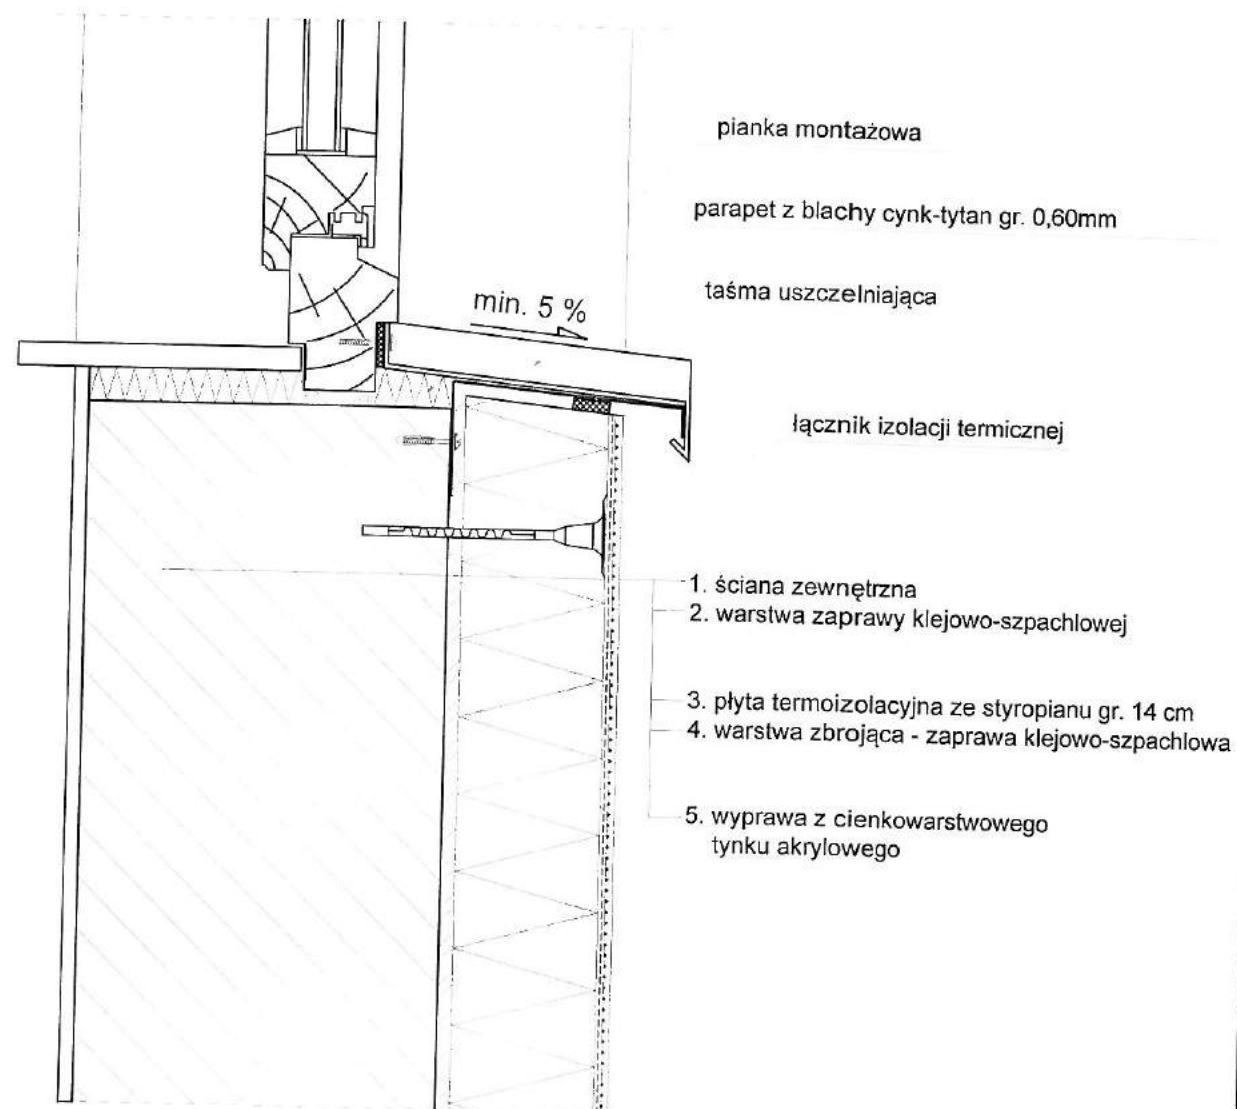 pianka montażowa
parapet z blachy cynk-tytan gr. 0,60mm
taśma uszczelniająca
min. 5 %
łącznik izolacji termicznej
1. ściana zewnętrzna
2. warstwa zaprawy klejowo-szpachlowej
3. płyta termoizolacyjna ze styropianu gr. 14 cm
4. warstwa zbrojąca - zaprawa klejowo-szpachlowa
5. wyprawa z cienkowarstwowego
tynku akrylowego